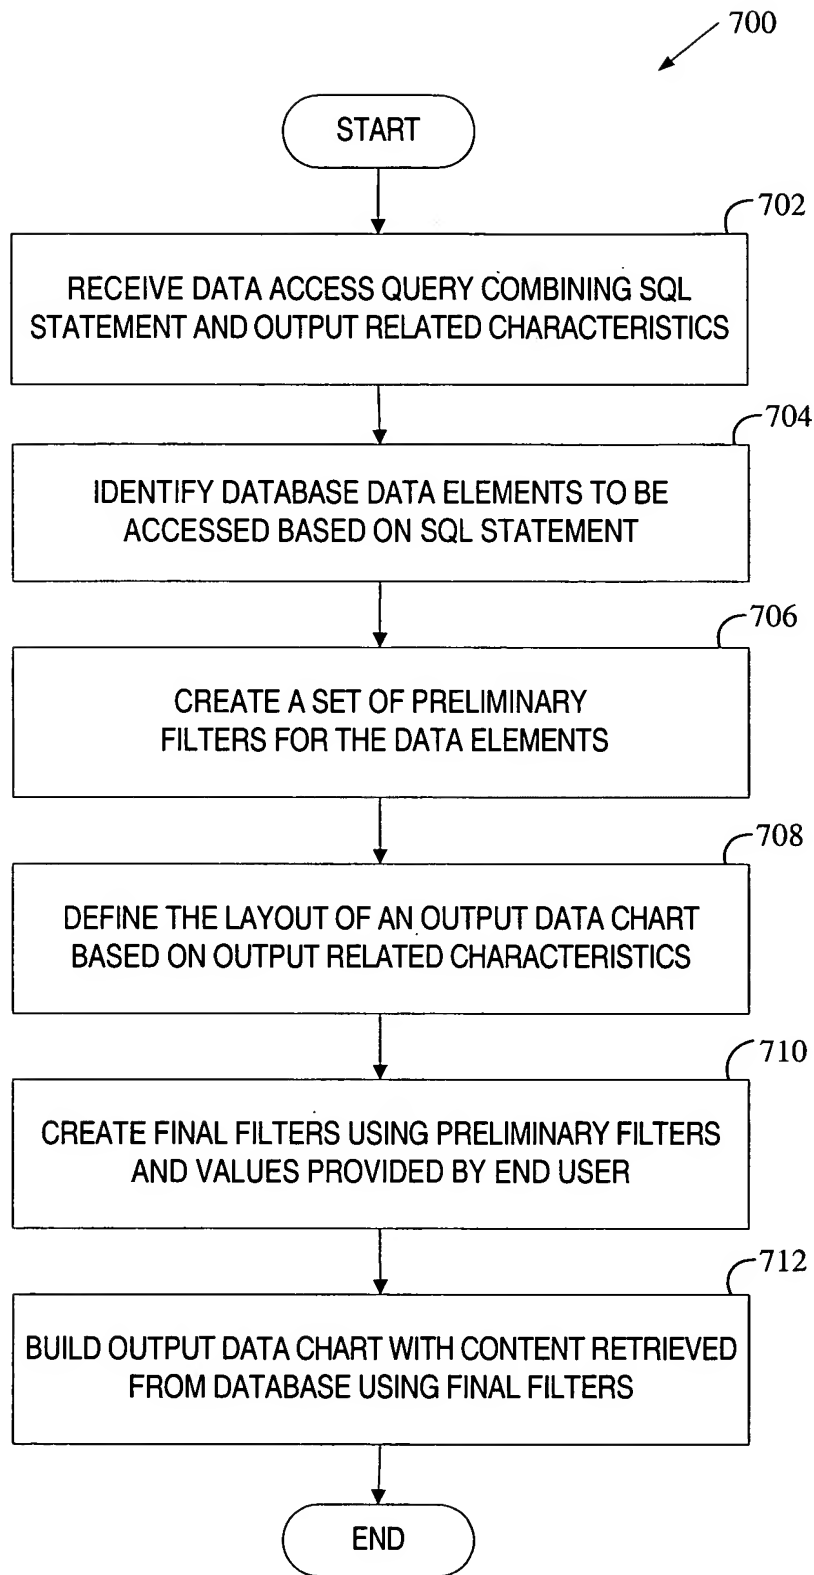 700
START
702
RECEIVE DATA ACCESS QUERY COMBINING SQL
STATEMENT AND OUTPUT RELATED CHARACTERISTICS
704
IDENTIFY DATABASE DATA ELEMENTS TO BE
ACCESSED BASED ON SQL STATEMENT
706
CREATE A SET OF PRELIMINARY
FILTERS FOR THE DATA ELEMENTS
708
DEFINE THE LAYOUT OF AN OUTPUT DATA CHART
BASED ON OUTPUT RELATED CHARACTERISTICS
710
CREATE FINAL FILTERS USING PRELIMINARY FILTERS
AND VALUES PROVIDED BY END USER
712
BUILD OUTPUT DATA CHART WITH CONTENT RETRIEVED
FROM DATABASE USING FINAL FILTERS
END